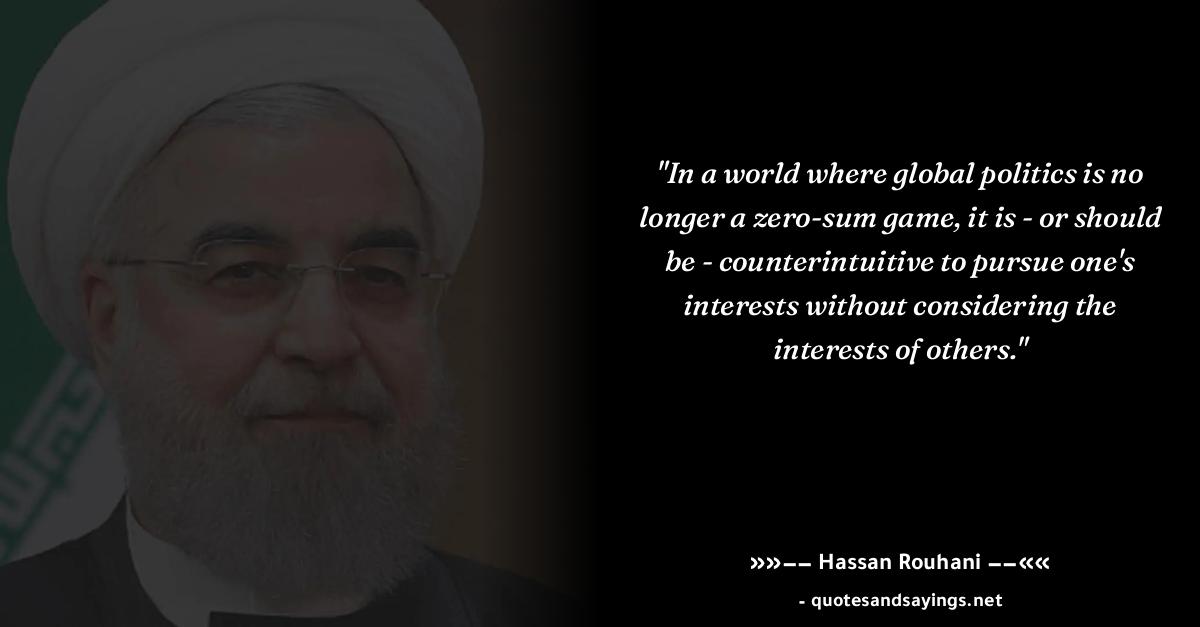 "In a world where global politics is no
longer a zero-sum game, it is - or should
be - counterintuitive to pursue one's
interests without considering the
interests of others."
»»–– Hassan Rouhani ––««
- quotesandsayings.net